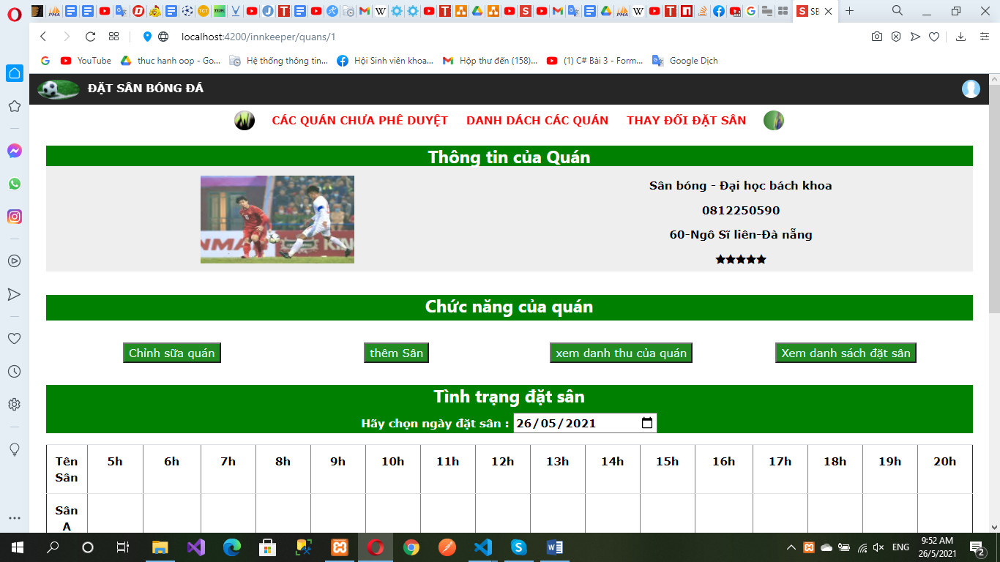 SE
localhost:4200/innkeeper/quans/1
YouTube
thuc hanh oop - Go...
Hệ thống thông tin...
Hội Sinh viên khoa...
Hộp thư đến (158)...
(1) C# Bài 3 - Form...
Google Dịch
ĐẶT SÂN BÓNG ĐÁ
CÁC QUÁN CHƯA PHÊ DUYỆT
DANH DÁCH CÁC QUÁN
THAY ĐỔI ĐẶT SÂN
Thông tin của Quán
Sân bóng - Đại học bách khoa
0812250590
60-Ngô Sĩ liên-Đà nẵng
Chức năng của quán
Chỉnh sữa quán
thêm Sân
xem danh thu của quán
Xem danh sách đặt sân
Tình trạng đặt sân
Hãy chọn ngày đặt sân : 26/05/2021
Tên Sân 5h 6h 7h 8h 9h 10h 11h 12h 13h 14h 15h 16h 17h 18h 19h 20h
Sân
A
ENG
9:52 AM
26/5/2021
2